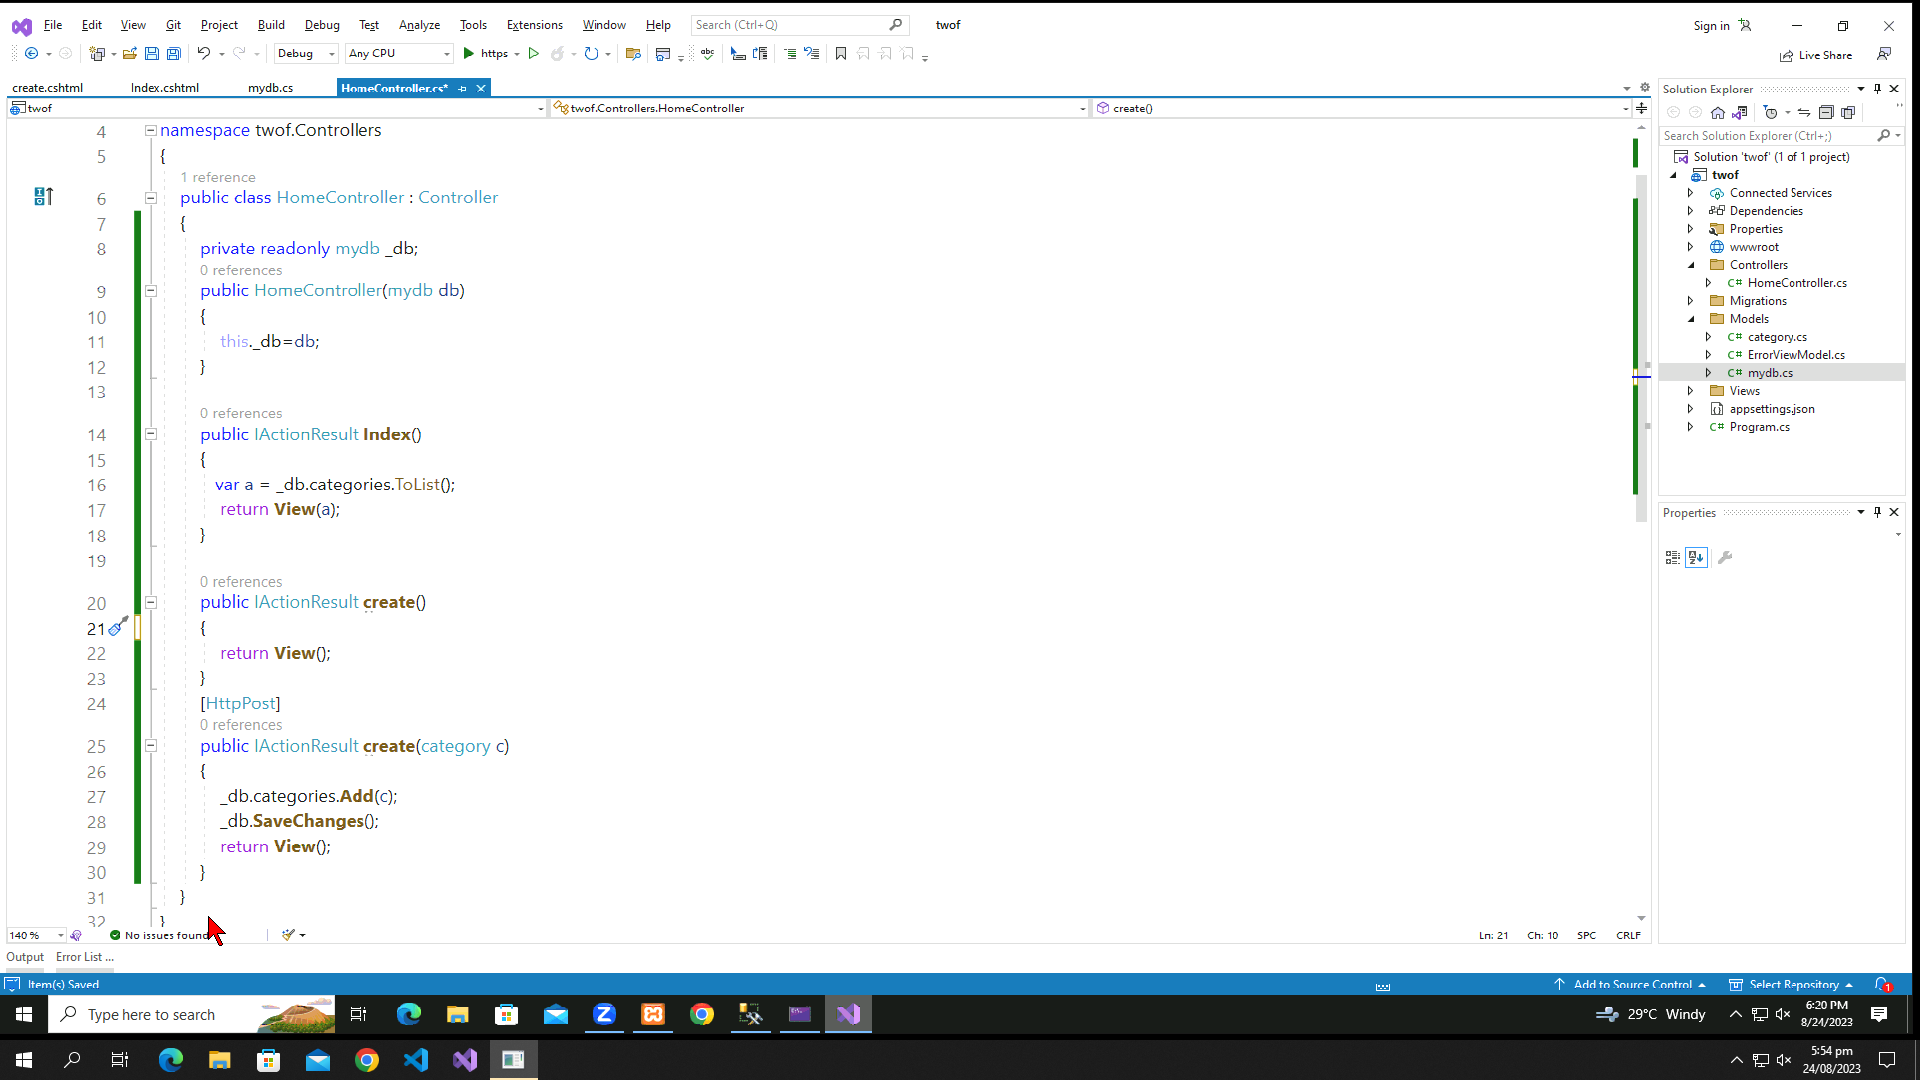 File Edit View Git Project Build Debug Test Analyze Tools Extensions Window Help Search (Ctrl+Q) twof Sign in
Debug Any CPU https Live Share
create.cshtml Index.cshtml mydb.cs HomeController.cs*
twof twof.Controllers.HomeController create()
4 namespace twof.Controllers
5 {
1 reference
6 public class HomeController : Controller
7 {
8 private readonly mydb _db;
0 references
9 public HomeController(mydb db)
10 {
11 this._db=db;
12 }
13
0 references
14 public IActionResult Index()
15 {
16 var a = _db.categories.ToList();
17 return View(a);
18 }
19
0 references
20 public IActionResult create()
21 {
22 return View();
23 }
24 [HttpPost]
0 references
25 public IActionResult create(category c)
26 {
27 _db.categories.Add(c);
28 _db.SaveChanges();
29 return View();
30 }
31 }
32 }
140 % No issues found Ln: 21 Ch: 10 SPC CRLF
Output Error List ...
Item(s) Saved Add to Source Control Select Repository 1
Solution Explorer
Search Solution Explorer (Ctrl+;)
Solution 'twof' (1 of 1 project)
twof
Connected Services
Dependencies
Properties
wwwroot
Controllers
C# HomeController.cs
Migrations
Models
C# category.cs
C# ErrorViewModel.cs
C# mydb.cs
Views
appsettings.json
C# Program.cs
Properties
Type here to search 29°C Windy 6:20 PM
8/24/2023
5:54 pm
24/08/2023